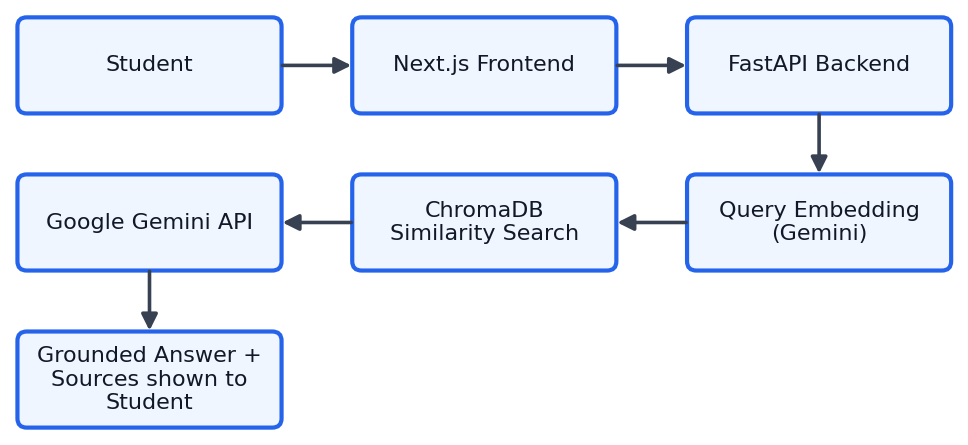 Student
Next.js Frontend
FastAPI Backend
Query Embedding
(Gemini)
ChromaDB
Similarity Search
Google Gemini API
Grounded Answer +
Sources shown to
Student